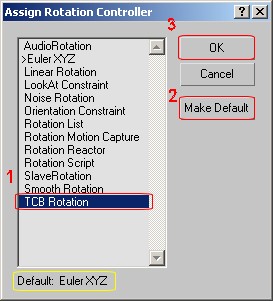 Assign Rotation Controller
3
AudioRotation
>Euler XYZ
Linear Rotation
LookAt Constraint
Noise Rotation
Orientation Constraint
Rotation List
Rotation Motion Capture
Rotation Reactor
Rotation Script
SlaveRotation
Smooth Rotation
TCB Rotation
1
OK
Cancel
2
Make Default
Default: Euler XYZ